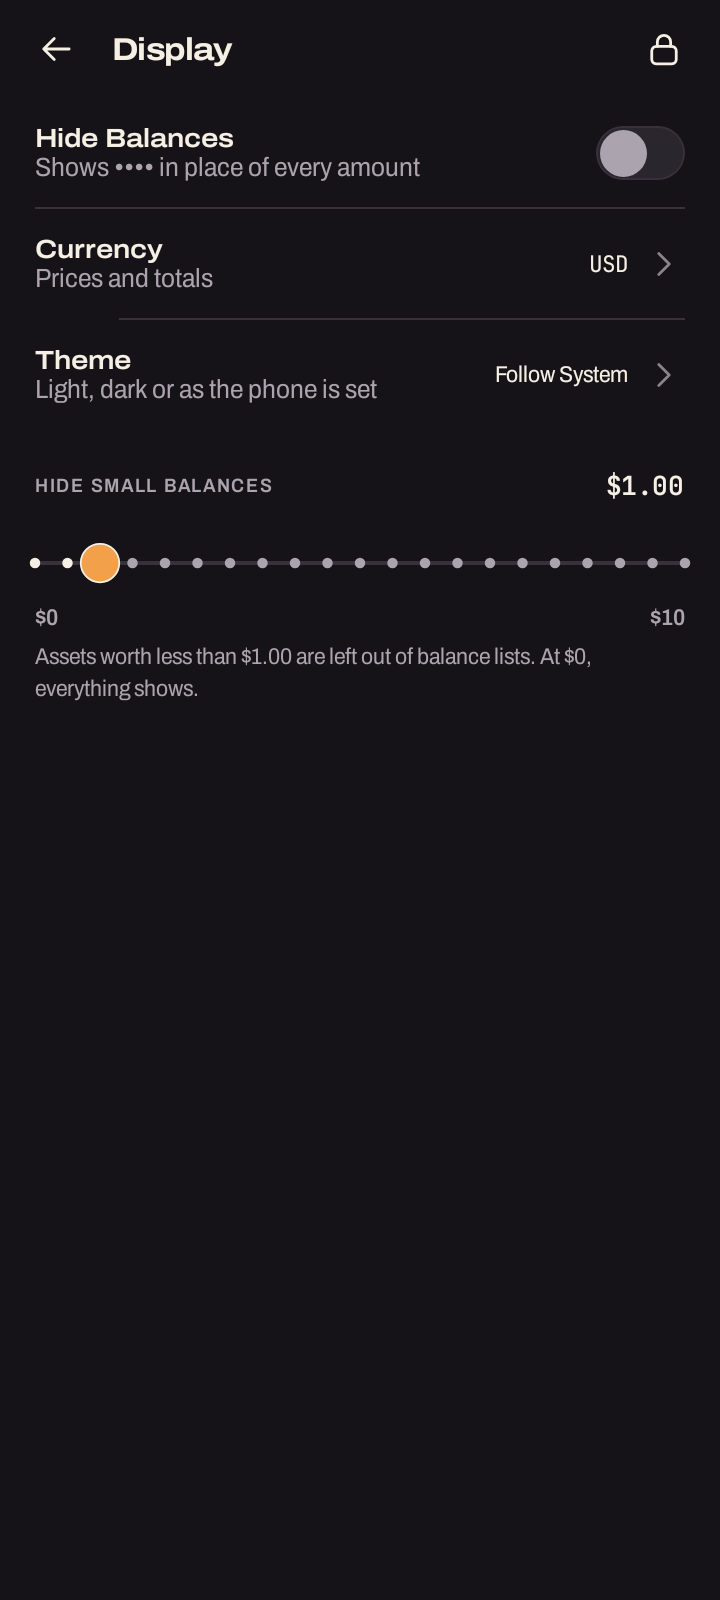 Display
Hide Balances
Shows •••• in place of every amount
Currency
Prices and totals
USD
Theme
Light, dark or as the phone is set
Follow System
HIDE SMALL BALANCES
$1.00
$0
$10
Assets worth less than $1.00 are left out of balance lists. At $0,
everything shows.